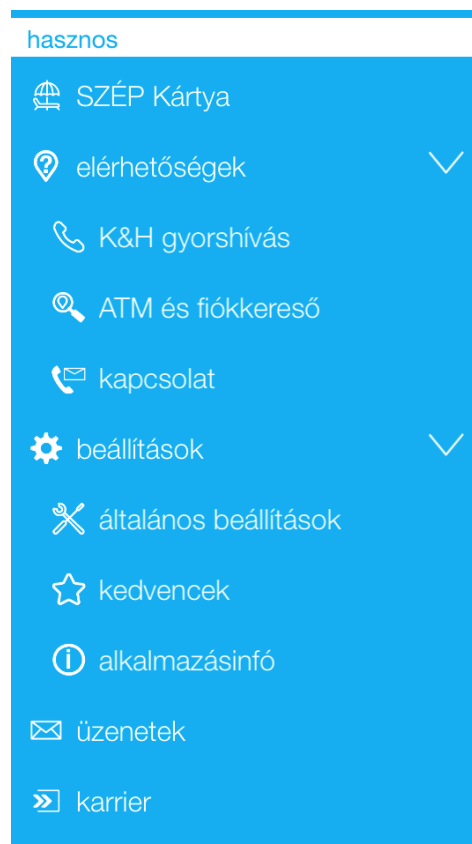 hasznos
SZÉP Kártya
elérhetőségek
K&H gyorshívás
ATM és fiókkereső
kapcsolat
beállítások
általános beállítások
kedvencek
alkalmazásinfó
üzenetek
karrier